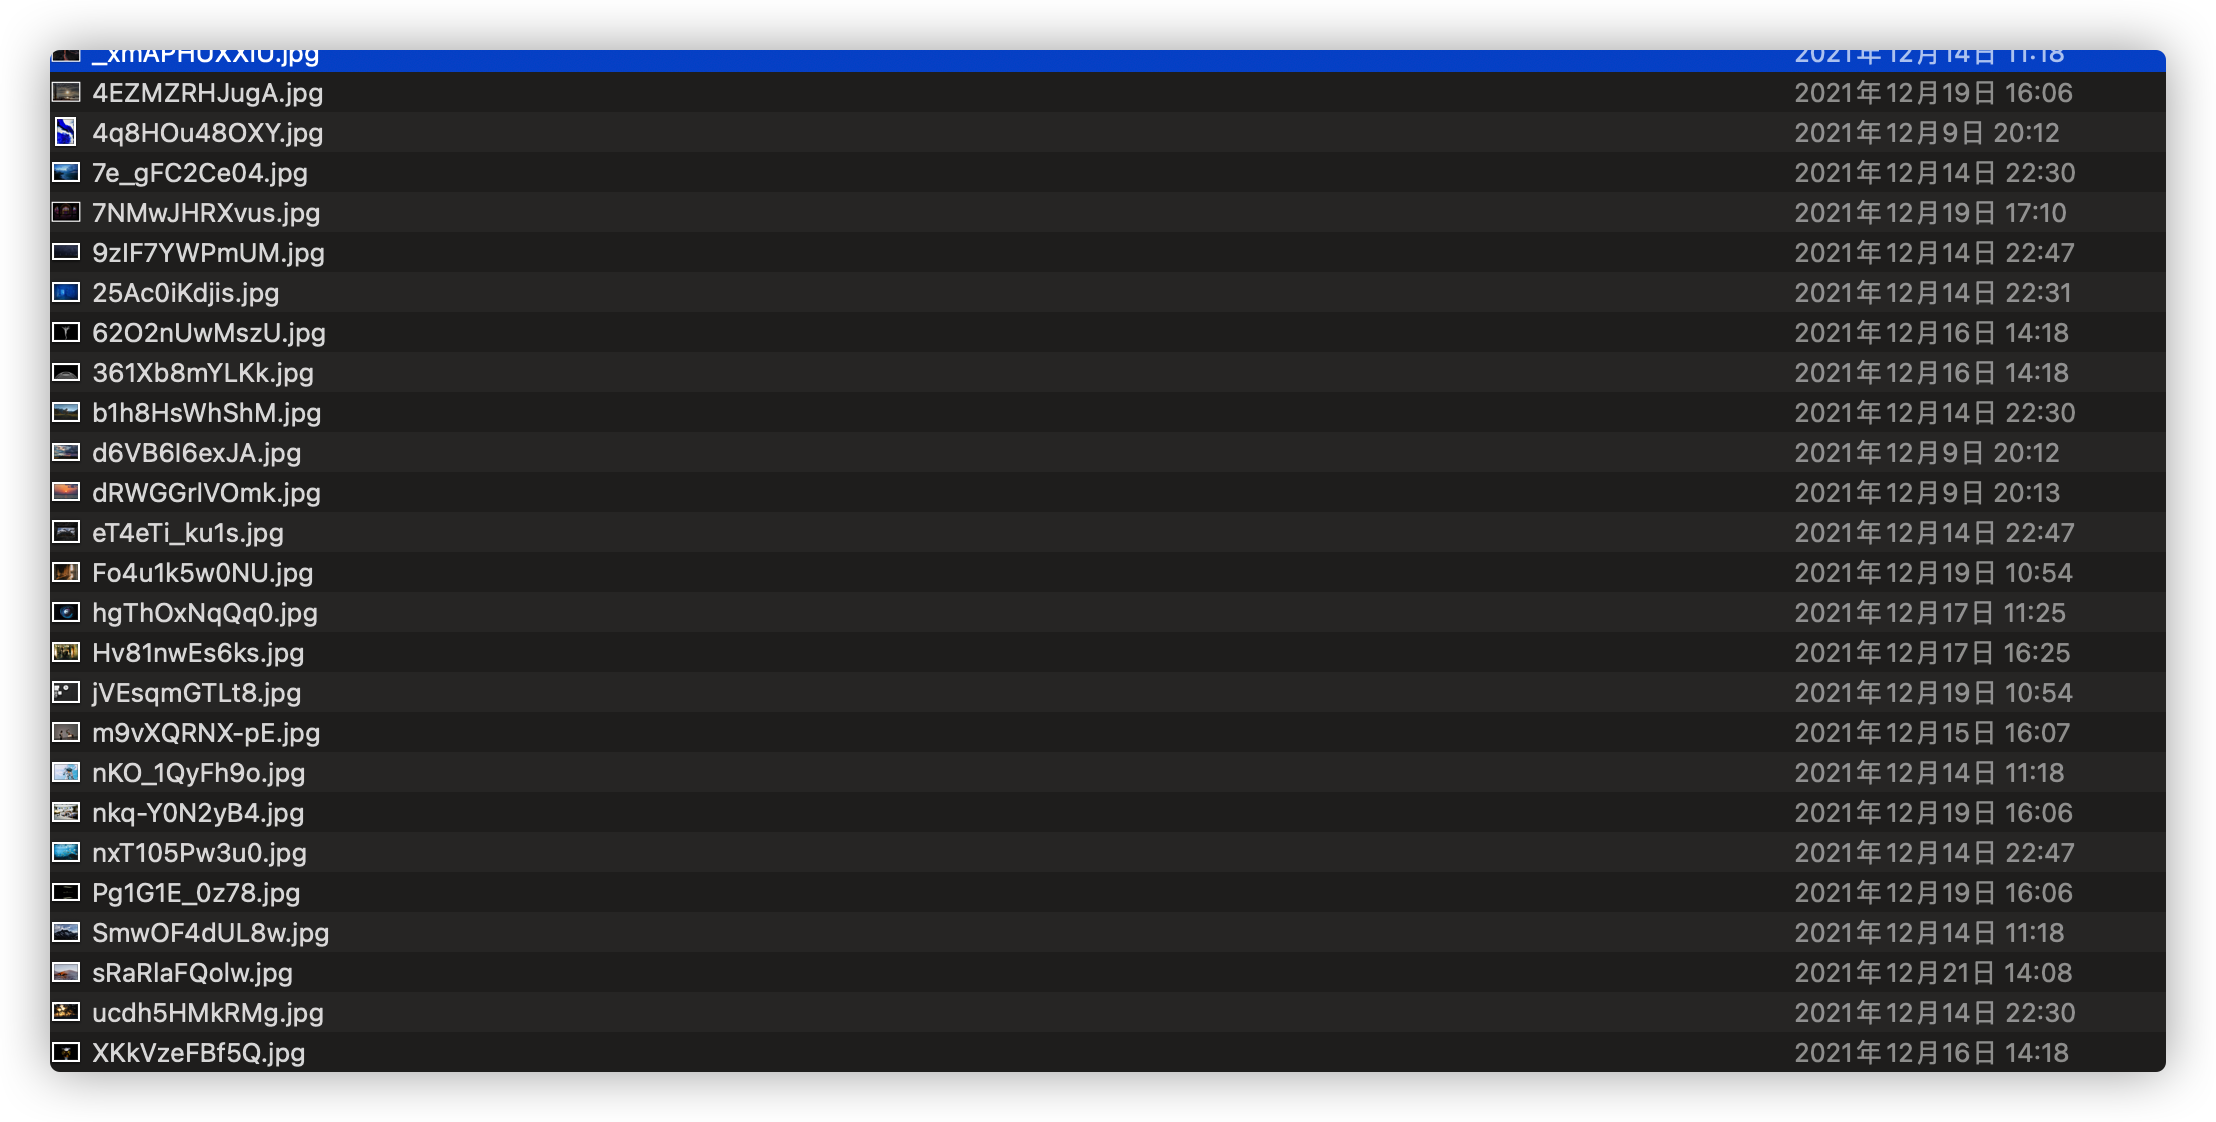 2021年12月14日 11:18
4EZMZRHJugA.jpg 2021年12月19日 16:06
4q8HOu48OXY.jpg 2021年12月9日 20:12
7e_gFC2Ce04.jpg 2021年12月14日 22:30
7NMwJHRXvus.jpg 2021年12月19日 17:10
9zIF7YWPmUM.jpg 2021年12月14日 22:47
25Ac0iKdjis.jpg 2021年12月14日 22:31
62O2nUwMszU.jpg 2021年12月16日 14:18
361Xb8mYLKk.jpg 2021年12月16日 14:18
b1h8HsWhShM.jpg 2021年12月14日 22:30
d6VB6I6exJA.jpg 2021年12月9日 20:12
dRWGGrlVOmk.jpg 2021年12月9日 20:13
eT4eTi_ku1s.jpg 2021年12月14日 22:47
Fo4u1k5w0NU.jpg 2021年12月19日 10:54
hgThOxNqQq0.jpg 2021年12月17日 11:25
Hv81nwEs6ks.jpg 2021年12月17日 16:25
jVEsqmGTLt8.jpg 2021年12月19日 10:54
m9vXQRNX-pE.jpg 2021年12月15日 16:07
nKO_1QyFh9o.jpg 2021年12月14日 11:18
nkq-Y0N2yB4.jpg 2021年12月19日 16:06
nxT105Pw3u0.jpg 2021年12月14日 22:47
Pg1G1E_0z78.jpg 2021年12月19日 16:06
SmwOF4dUL8w.jpg 2021年12月14日 11:18
sRaRlaFQolw.jpg 2021年12月21日 14:08
ucdh5HMkRMg.jpg 2021年12月14日 22:30
XKkVzeFBf5Q.jpg 2021年12月16日 14:18